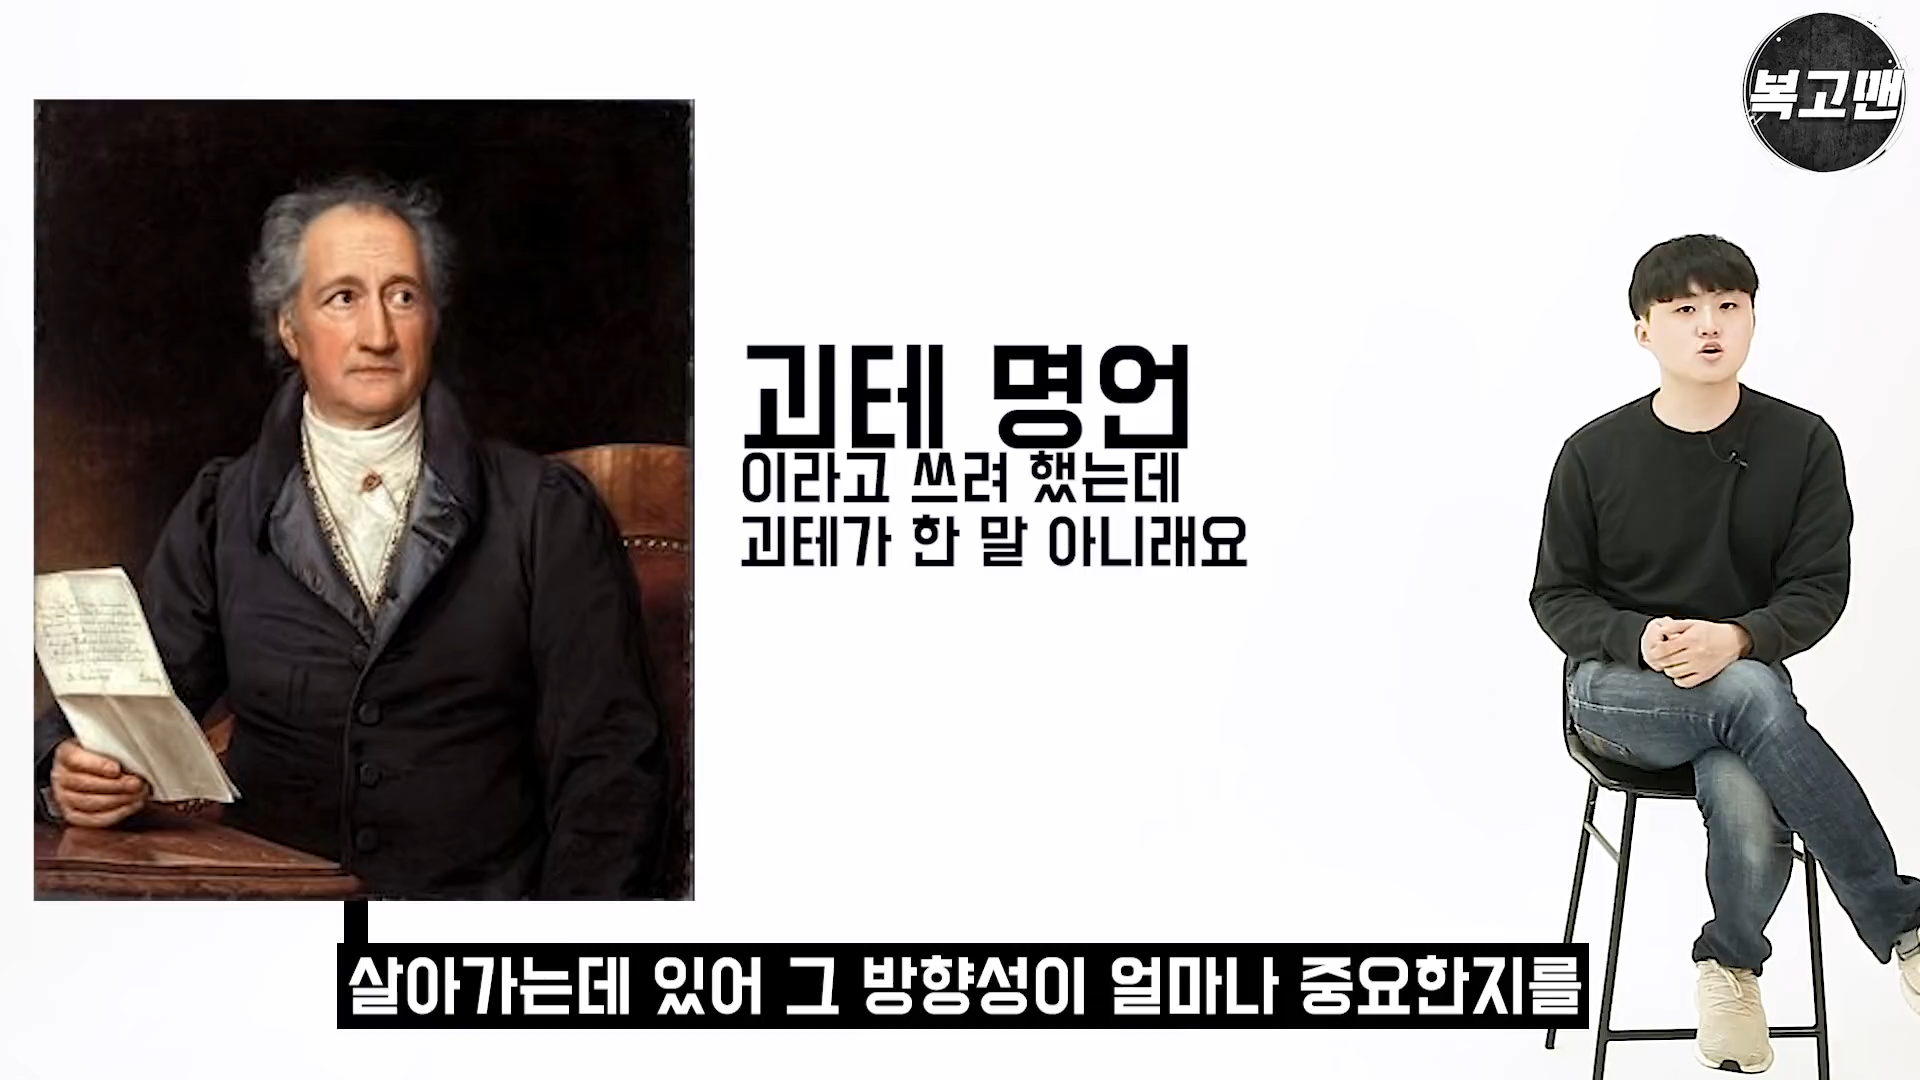 복고맨
괴테 명언
이라고 쓰려 했는데
괴테가 한 말 아니래요
살아가는데 있어 그 방향성이 얼마나 중요한지를